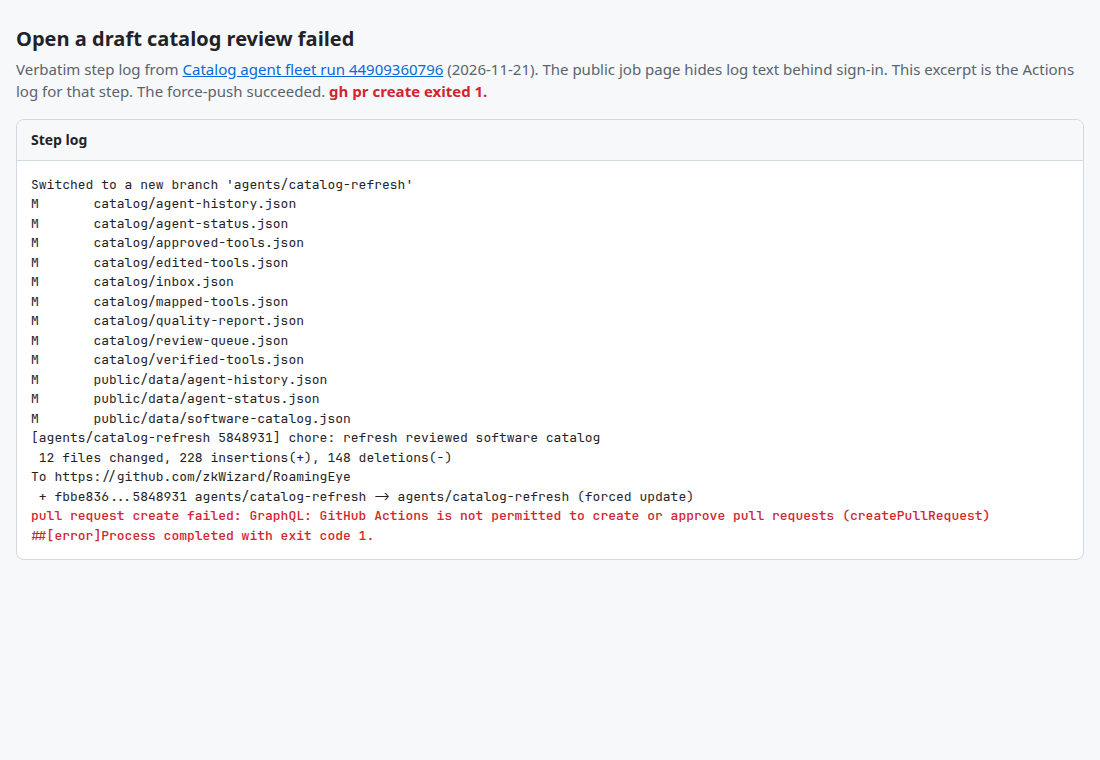 Open a draft catalog review failed
Verbatim step log from Catalog agent fleet run 44909360796 (2026-11-21). The public job page hides log text behind sign-in. This excerpt is the Actions
log for that step. The force-push succeeded. gh pr create exited 1.
Step log
Switched to a new branch 'agents/catalog-refresh'
M       catalog/agent-history.json
M       catalog/agent-status.json
M       catalog/approved-tools.json
M       catalog/edited-tools.json
M       catalog/inbox.json
M       catalog/mapped-tools.json
M       catalog/quality-report.json
M       catalog/review-queue.json
M       catalog/verified-tools.json
M       public/data/agent-history.json
M       public/data/agent-status.json
M       public/data/software-catalog.json
[agents/catalog-refresh 5848931] chore: refresh reviewed software catalog
 12 files changed, 228 insertions(+), 148 deletions(-)
To https://github.com/zkWizard/RoamingEye
 + fbbe836...5848931 agents/catalog-refresh -> agents/catalog-refresh (forced update)
pull request create failed: GraphQL: GitHub Actions is not permitted to create or approve pull requests (createPullRequest)
##[error]Process completed with exit code 1.